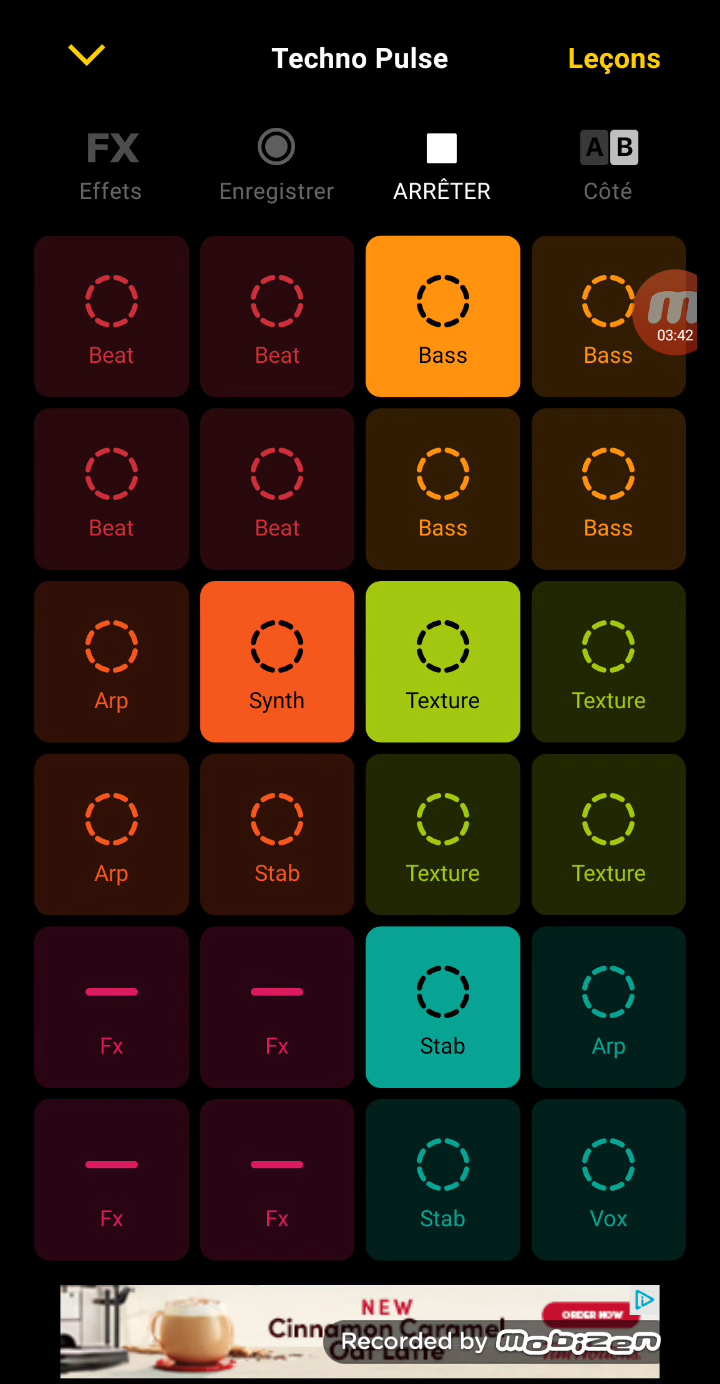 Techno Pulse
Leçons
FX
A B
Effets
Enregistrer
ARRÊTER
Côté
Beat
Beat
Bass
Bass
m
03:42
Beat
Beat
Bass
Bass
Arp
Synth
Texture
Texture
Arp
Stab
Texture
Texture
Fx
Fx
Stab
Arp
Fx
Fx
Stab
Vox
NEW
Cinnamon Caramel
Oat Latte
ORDER NOW
Recorded by mobizen